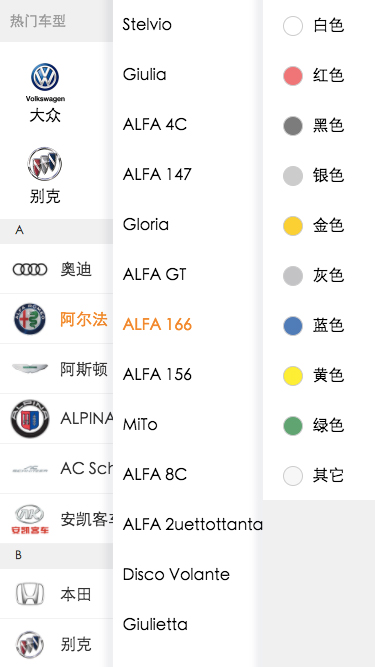 热门车型
Volkswagen
大众
别克
A
奥迪
阿尔法
阿斯顿
ALPINA
ALPINA
AC Sch
安凯客车
安凯客
B
本田
别克
Stelvio
Giulia
ALFA 4C
ALFA 147
Gloria
ALFA GT
ALFA 166
ALFA 156
MiTo
ALFA 8C
ALFA 2uettottanta
Disco Volante
Giulietta
白色
红色
黑色
银色
金色
灰色
蓝色
黄色
绿色
其它